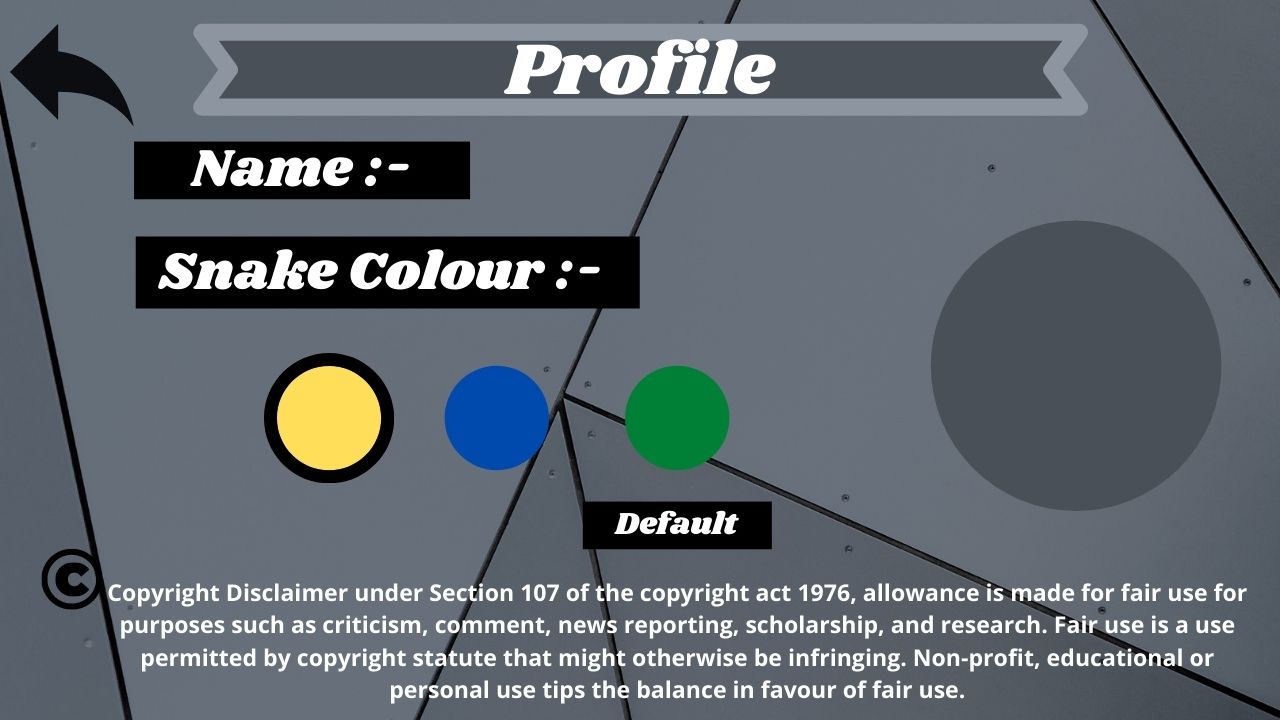 Profile
Name :-
Snake Colour :-
Default
© Copyright Disclaimer under Section 107 of the copyright act 1976, allowance is made for fair use for
purposes such as criticism, comment, news reporting, scholarship, and research. Fair use is a use
permitted by copyright statute that might otherwise be infringing. Non-profit, educational or
personal use tips the balance in favour of fair use.